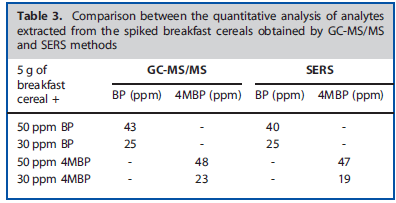 Table 3. Comparison between the quantitative analysis of analytes
extracted from the spiked breakfast cereals obtained by GC-MS/MS
and SERS methods
5 g of breakfast cereal + GC-MS/MS SERS
BP (ppm) 4MBP (ppm) BP (ppm) 4MBP (ppm)
50 ppm BP 43 - 40 -
30 ppm BP 25 - 25 -
50 ppm 4MBP - 48 - 47
30 ppm 4MBP - 23 - 19